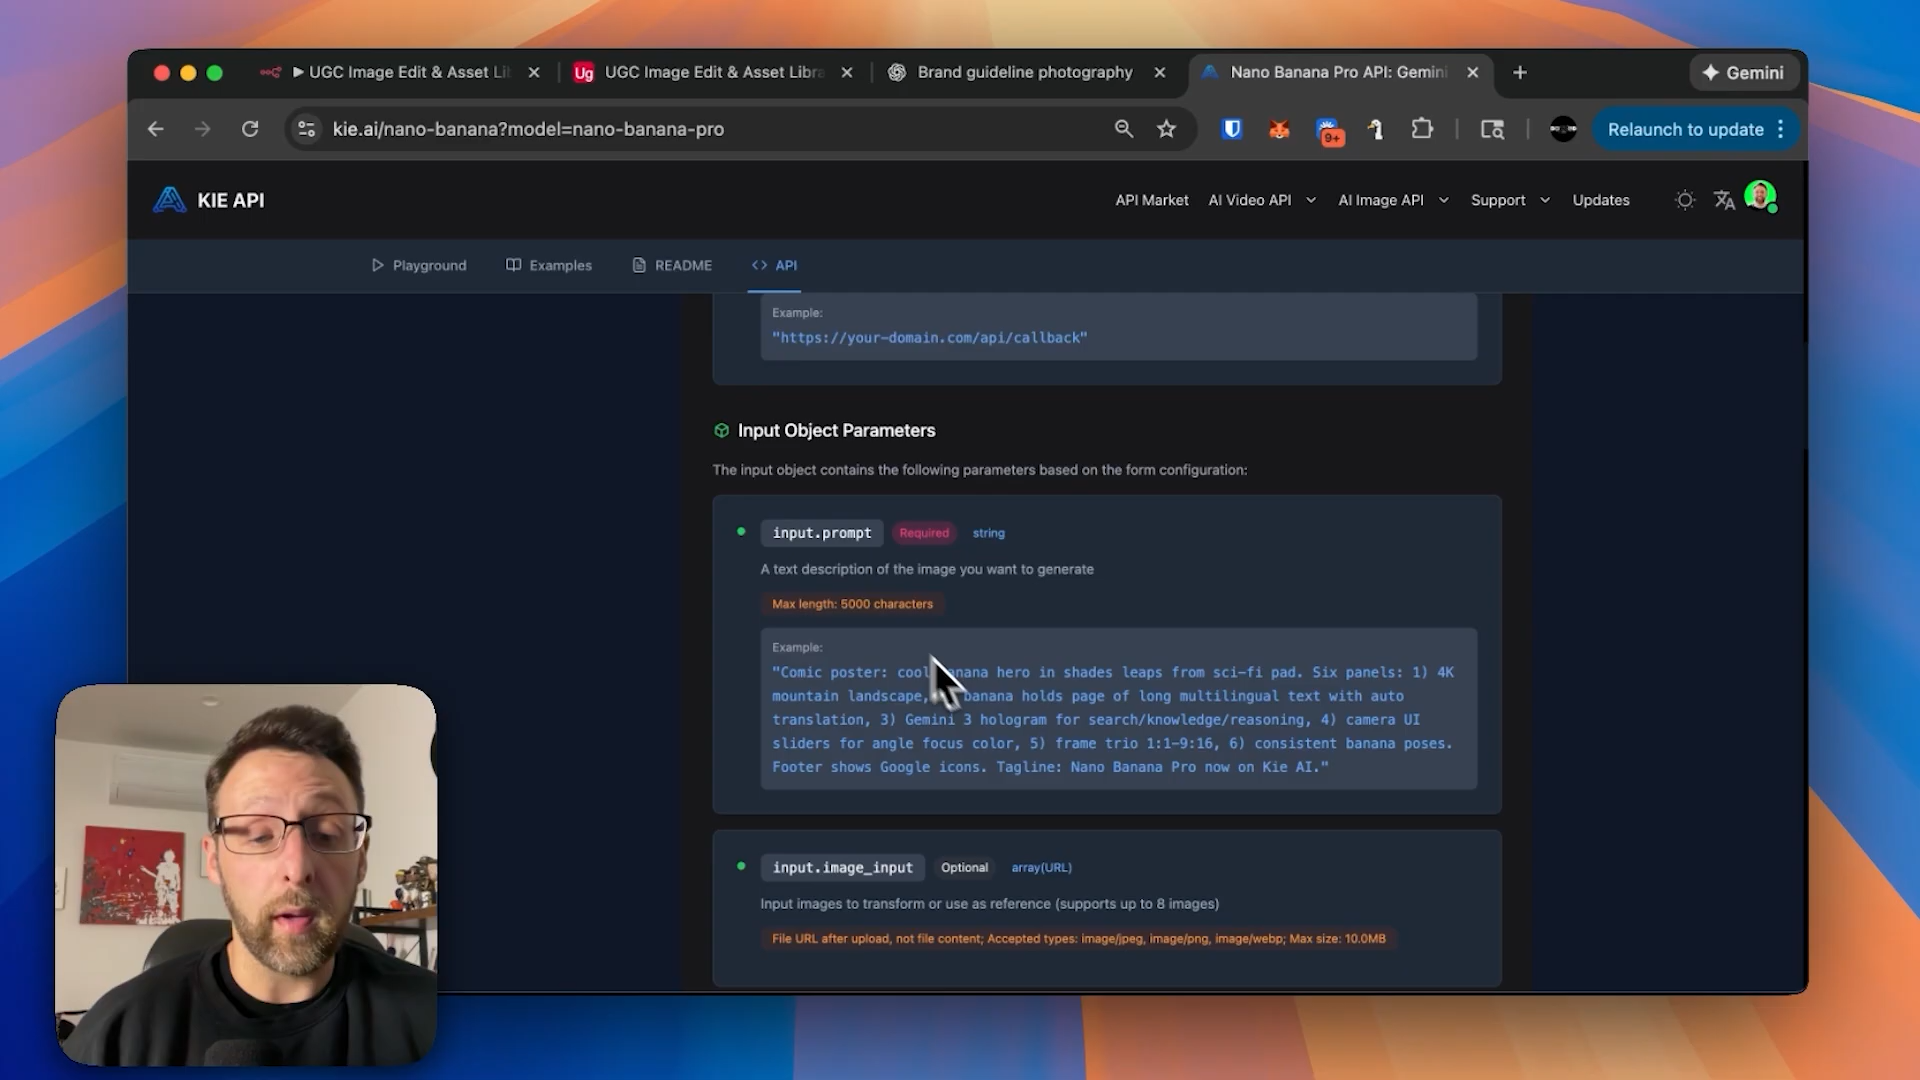 UGC Image Edit & Asset Lib
Ug UGC Image Edit & Asset Libra
Brand guideline photography
Nano Banana Pro API: Gemini
Gemini
kie.ai/nano-banana?model=nano-banana-pro
9+
Relaunch to update
KIE API
API Market
AI Video API
AI Image API
Support
Updates
Playground
Examples
README
<> API
Example:
"https://your-domain.com/api/callback"
Input Object Parameters
The input object contains the following parameters based on the form configuration:
input.prompt Required string
A text description of the image you want to generate
Max length: 5000 characters
Example:
"Comic poster: cool banana hero in shades leaps from sci-fi pad. Six panels: 1) 4K
mountain landscape, banana holds page of long multilingual text with auto
translation, 3) Gemini 3 hologram for search/knowledge/reasoning, 4) camera UI
sliders for angle focus color, 5) frame trio 1:1-9:16, 6) consistent banana poses.
Footer shows Google icons. Tagline: Nano Banana Pro now on Kie AI."
input.image_input Optional array(URL)
Input images to transform or use as reference (supports up to 8 images)
File URL after upload, not file content; Accepted types: image/jpeg, image/png, image/webp; Max size: 10.0MB